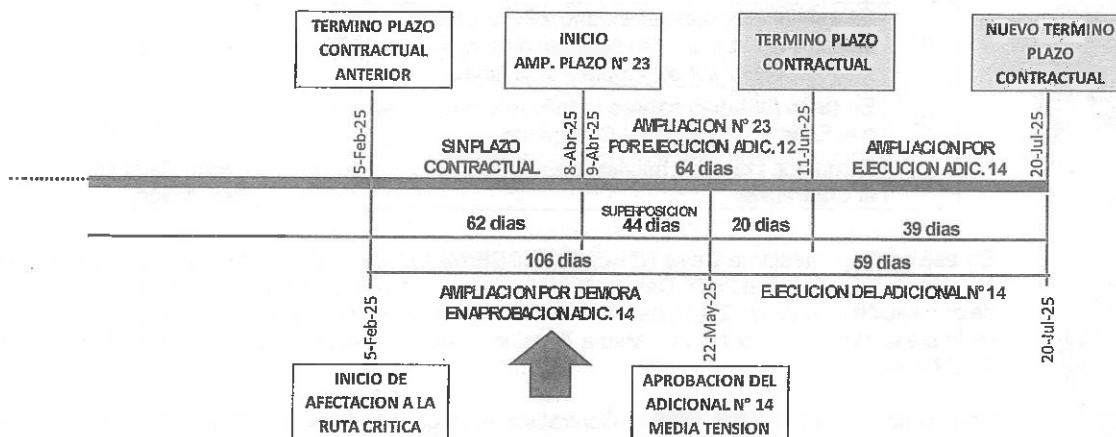 TERMINO PLAZO
CONTRACTUAL
ANTERIOR
INICIO
AMP. PLAZO N° 23
TERMINO PLAZO
CONTRACTUAL
NUEVO TERMINO
PLAZO
CONTRACTUAL
5-Feb-25
SIN PLAZO
CONTRACTUAL
8-Abr-25
9-Abr-25
AMPLIACION N° 23
POR EJECUCION ADIC. 12
64 dias
11-Jun-25
AMPLIACION POR
EJECUCION ADIC. 14
20-Jul-25
62 dias
SUPERPOSICION
44 dias
20 dias
39 dias
106 dias
59 dias
AMPLIACION POR DEMORA
EN APROBACION ADIC. 14
EJECUCION DEL ADICIONAL N° 14
5-Feb-25
22-May-25
20-Jul-25
INICIO DE
AFECTACION A LA
RUTA CRITICA
APROBACION DEL
ADICIONAL N° 14
MEDIA TENSION